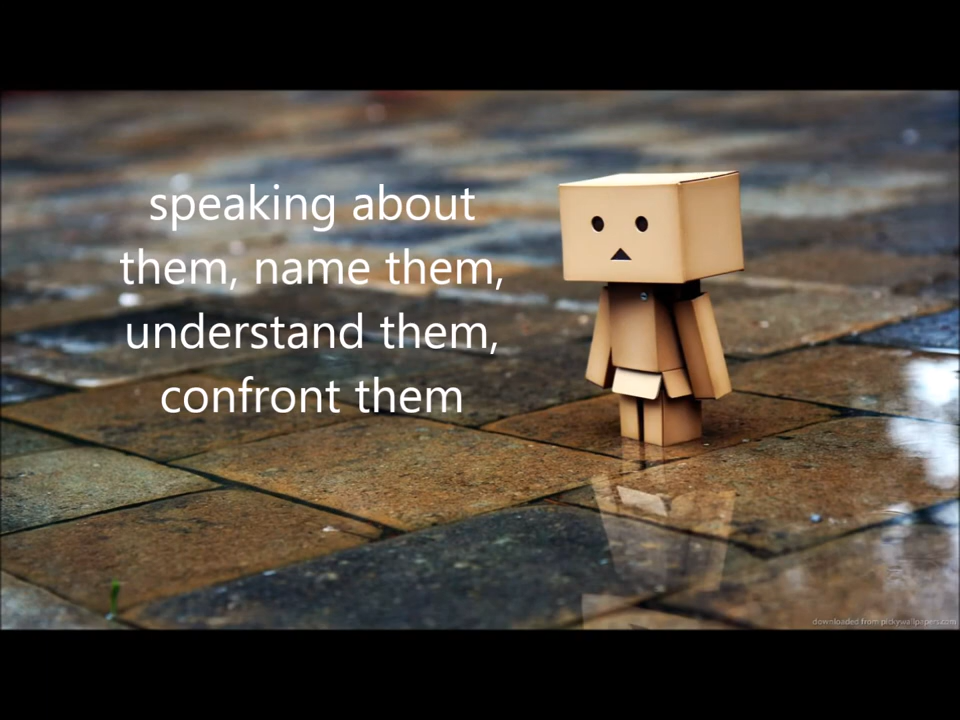 speaking about
them, name them,
understand them,
confront them
downloaded from pickywallpapers.com